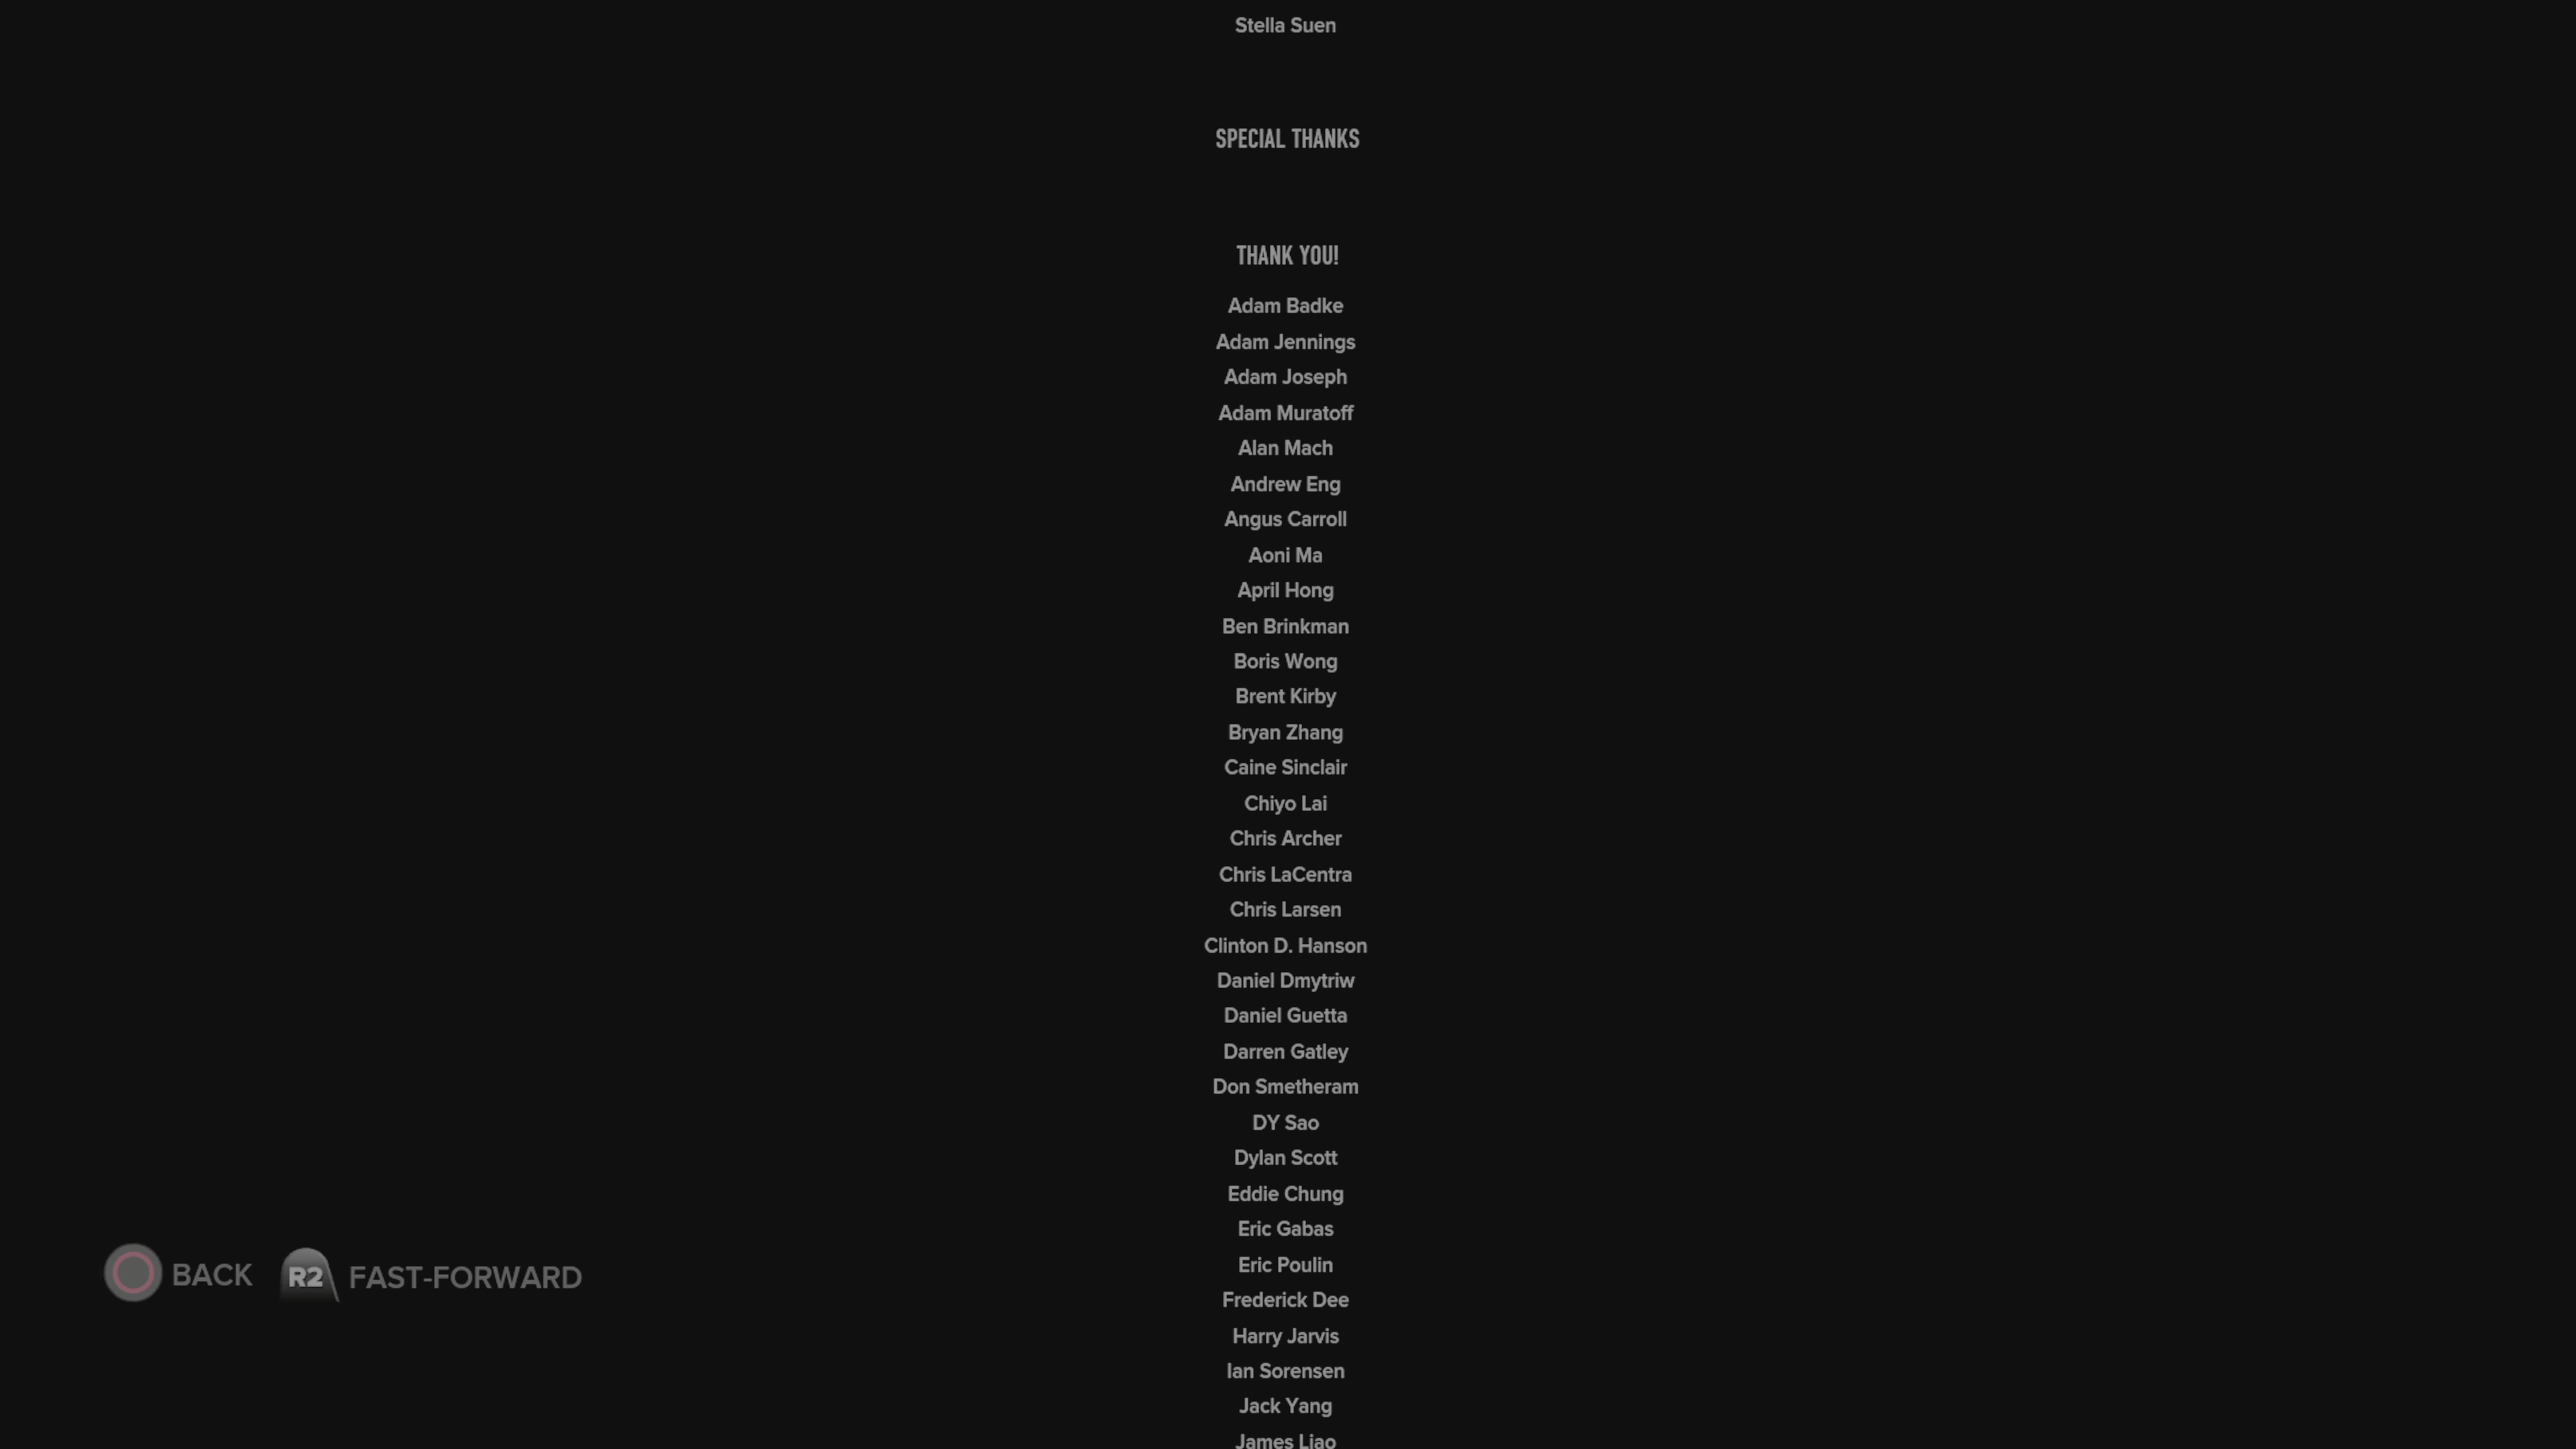 Stella Suen
SPECIAL THANKS
THANK YOU!
Adam Badke
Adam Jennings
Adam Joseph
Adam Muratoff
Alan Mach
Andrew Eng
Angus Carroll
Aoni Ma
April Hong
Ben Brinkman
Boris Wong
Brent Kirby
Bryan Zhang
Caine Sinclair
Chiyo Lai
Chris Archer
Chris LaCentra
Chris Larsen
Clinton D. Hanson
Daniel Dmytriw
Daniel Guetta
Darren Gatley
Don Smetheram
DY Sao
Dylan Scott
Eddie Chung
Eric Gabas
Eric Poulin
Frederick Dee
Harry Jarvis
Ian Sorensen
Jack Yang
James Liao
BACK R2 FAST-FORWARD